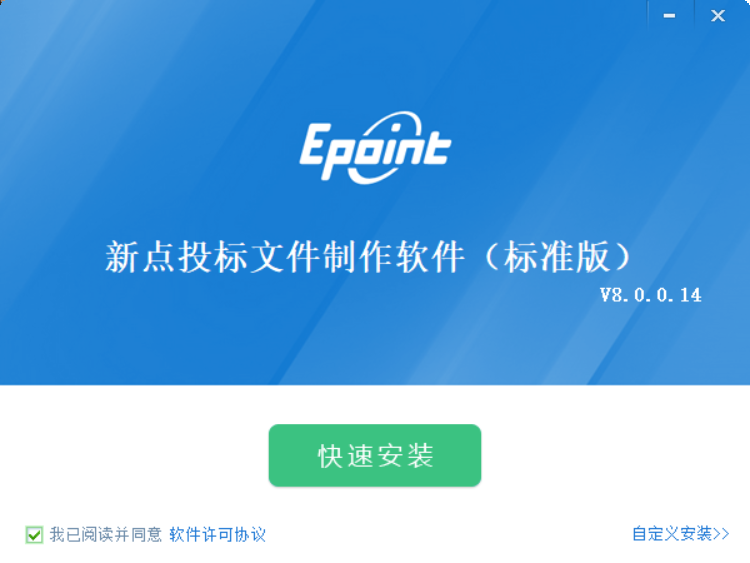 Epoint
新点投标文件制作软件（标准版）
V8.0.0.14
快速安装
我已阅读并同意 软件许可协议
自定义安装>>